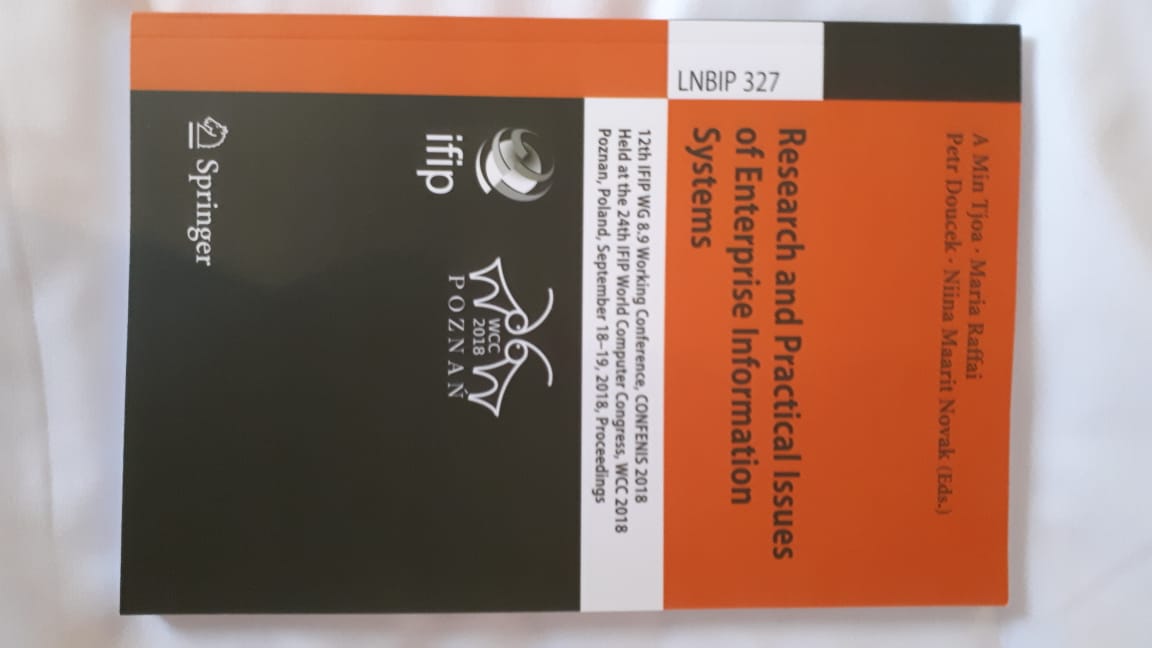 A Min Tjoa · Maria Raffai
Petr Doucek · Niina Maarit Novak (Eds.)
LNBIP 327
Research and Practical Issues
of Enterprise Information
Systems
12th IFIP WG 8.9 Working Conference, CONFENIS 2018
Held at the 24th IFIP World Computer Congress, WCC 2018
Poznan, Poland, September 18–19, 2018, Proceedings
ifip
WCC
2018
POZNAŃ
Springer